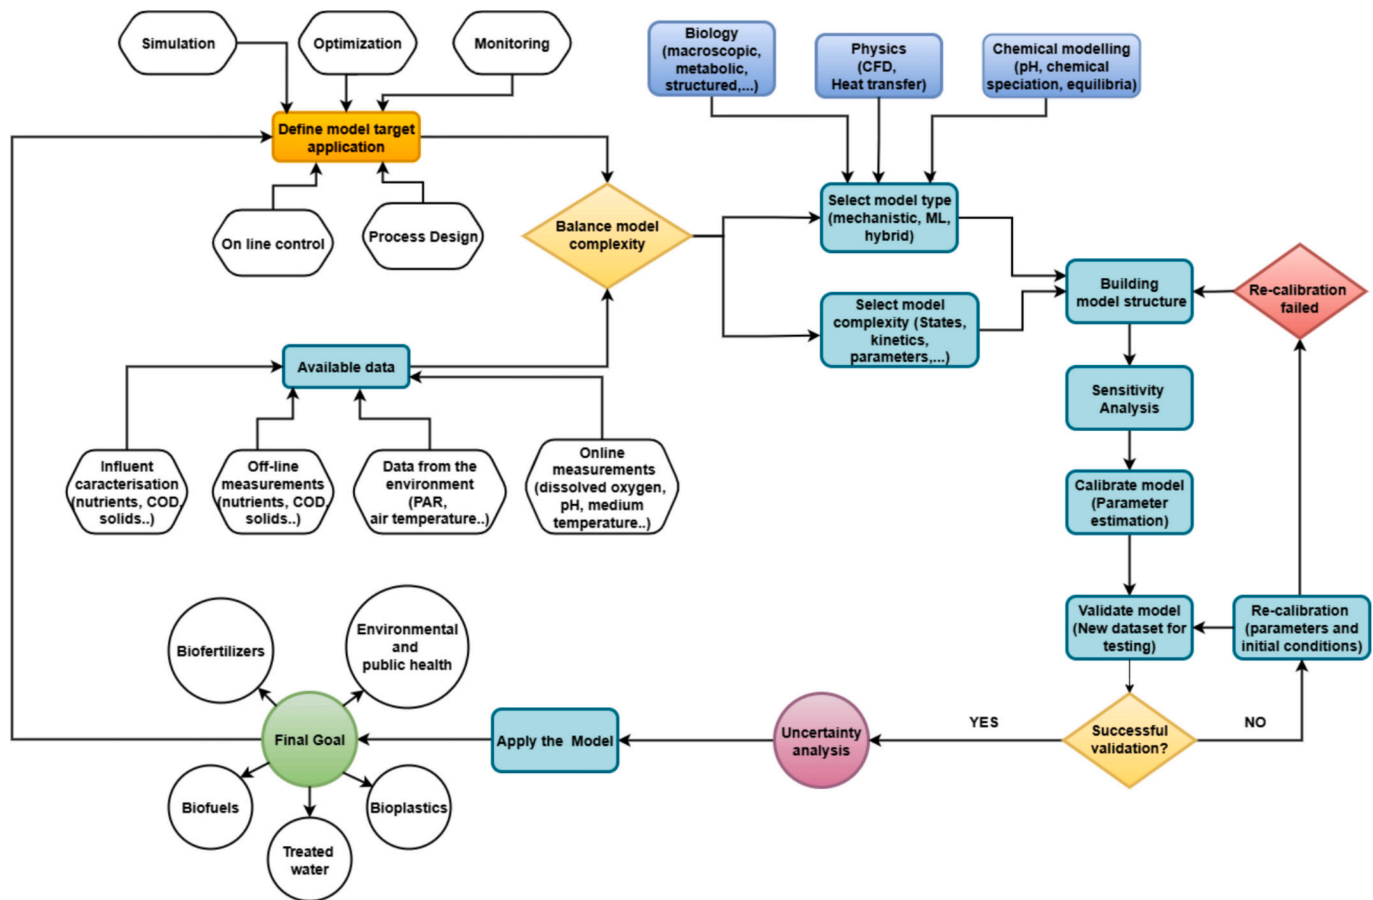 Simulation
Optimization
Monitoring
Biology
(macroscopic,
metabolic,
structured,...)
Physics
(CFD,
Heat transfer)
Chemical modelling
(pH, chemical
speciation, equilibria)
Define model target
application
On line control
Process Design
Balance model
complexity
Select model type
(mechanistic, ML,
hybrid)
Select model
complexity (States,
kinetics,
parameters,...)
Building
model structure
Re-calibration
failed
Available data
Sensitivity
Analysis
Influent
caracterisation
(nutrients, COD,
solids..)
Off-line
measurements
(nutrients, COD,
solids..)
Data from the
environment
(PAR,
air temperature..)
Online
measurements
(dissolved oxygen,
pH, medium
temperature..)
Calibrate model
(Parameter
estimation)
Validate model
(New dataset for
testing)
Re-calibration
(parameters and
initial conditions)
Biofertilizers
Environmental
and
public health
Final Goal
Apply the Model
Uncertainty
analysis
YES
Successful
validation?
NO
Biofuels
Bioplastics
Treated
water